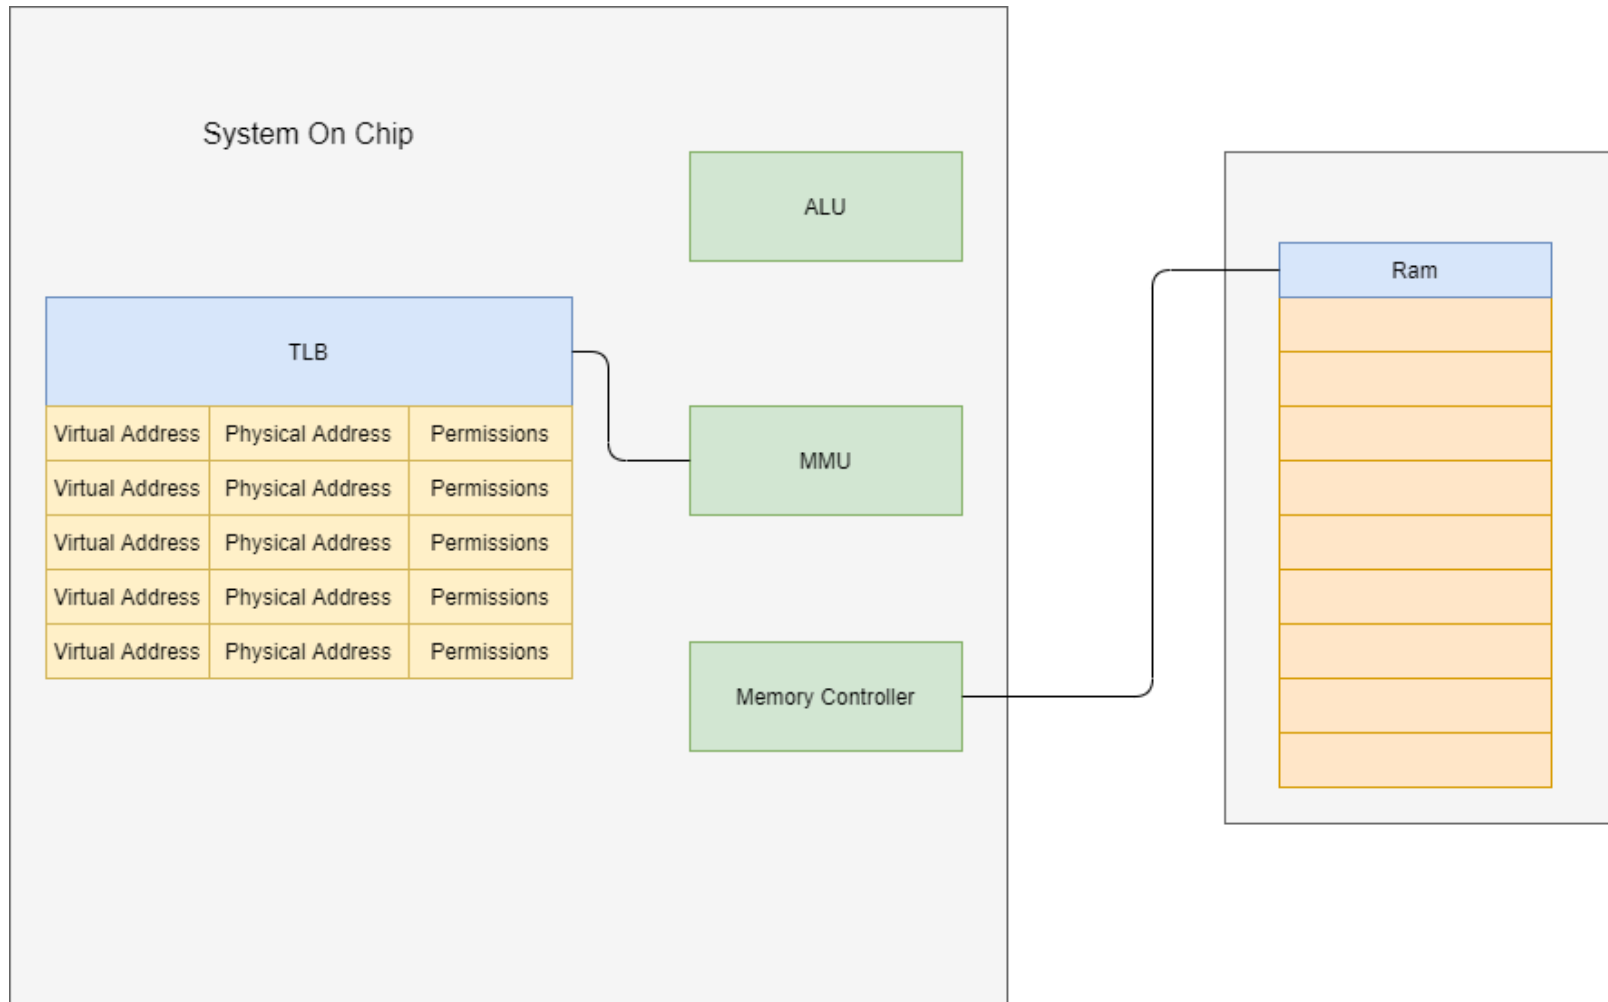 System On Chip
ALU
Ram
TLB
Virtual Address Physical Address Permissions
Virtual Address Physical Address Permissions
Virtual Address Physical Address Permissions
Virtual Address Physical Address Permissions
Virtual Address Physical Address Permissions
MMU
Memory Controller